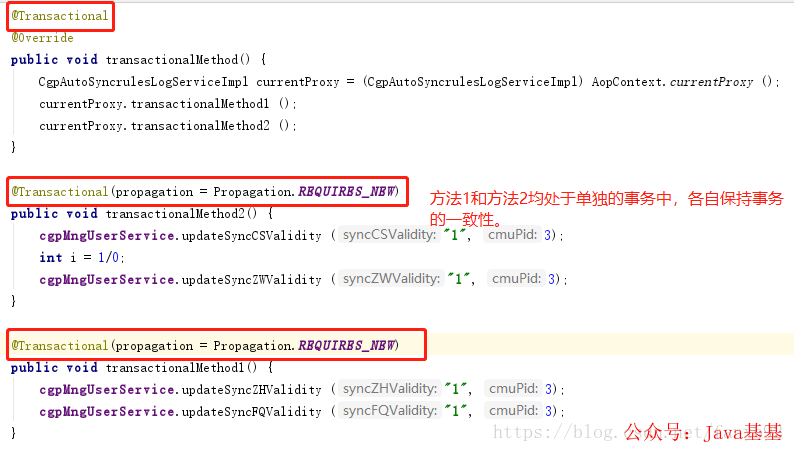 @Transactional
@Override
public void transactionalMethod() {
CgpAutoSyncrulesLogServiceImpl currentProxy = (CgpAutoSyncrulesLogServiceImpl) AopContext.currentProxy ();
currentProxy.transactionalMethod1 ();
currentProxy.transactionalMethod2 ();
}
@Transactional(propagation = Propagation.REQUIRES_NEW)
方法1和方法2均处于单独的事务中，各自保持事务
的一致性。
public void transactionalMethod2() {
cgpMngUserService.updateSyncCSValidity ( syncCSValidity: "1", cmuPid: 3);
int i = 1/0;
cgpMngUserService.updateSyncZWValidity ( syncZWValidity: "1", cmuPid: 3);
}
@Transactional(propagation = Propagation.REQUIRES_NEW)
public void transactionalMethod1() {
cgpMngUserService.updateSyncZHValidity ( syncZHValidity: "1", cmuPid: 3);
cgpMngUserService.updateSyncFQValidity ( syncFQValidity: "1", cmuPid: 3);
}
https://blog.
公众号：Java基基